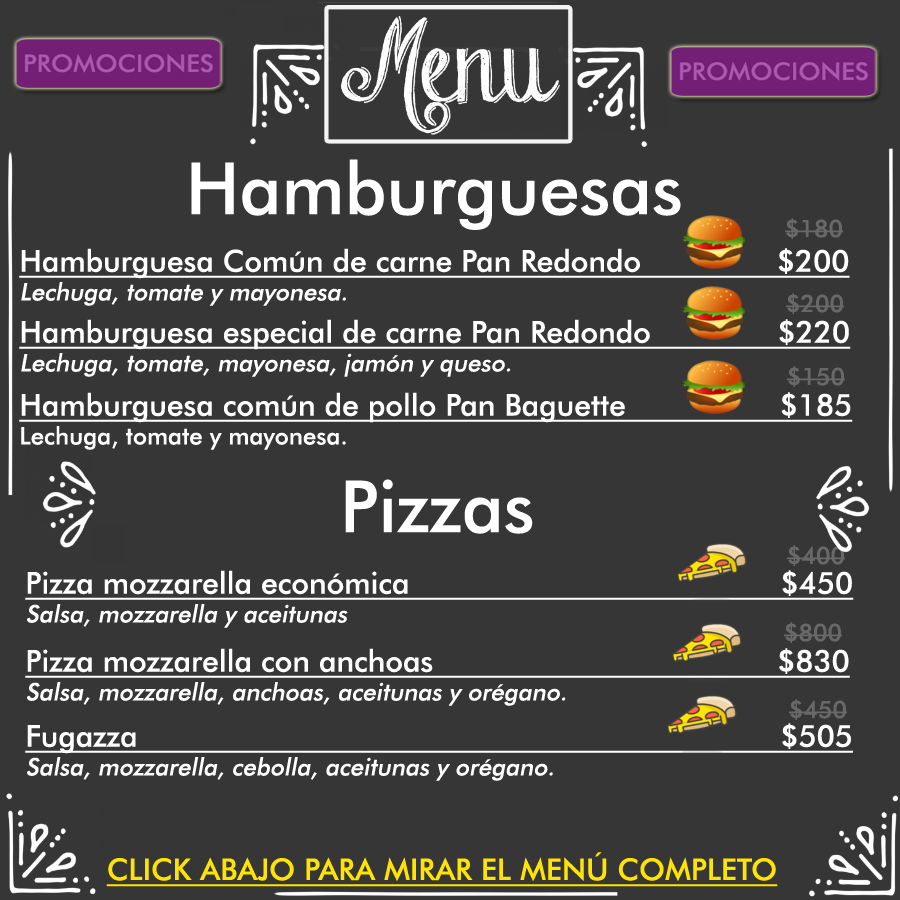 PROMOCIONES
Menu
PROMOCIONES
Hamburguesas
$180
Hamburguesa Común de carne Pan Redondo $200
Lechuga, tomate y mayonesa.
$200
Hamburguesa especial de carne Pan Redondo $220
Lechuga, tomate, mayonesa, jamón y queso.
$150
Hamburguesa común de pollo Pan Baguette $185
Lechuga, tomate y mayonesa.
Pizzas
$400
Pizza mozzarella económica $450
Salsa, mozzarella y aceitunas
$800
Pizza mozzarella con anchoas $830
Salsa, mozzarella, anchoas, aceitunas y orégano.
$450
Fugazza $505
Salsa, mozzarella, cebolla, aceitunas y orégano.
CLICK ABAJO PARA MIRAR EL MENÚ COMPLETO